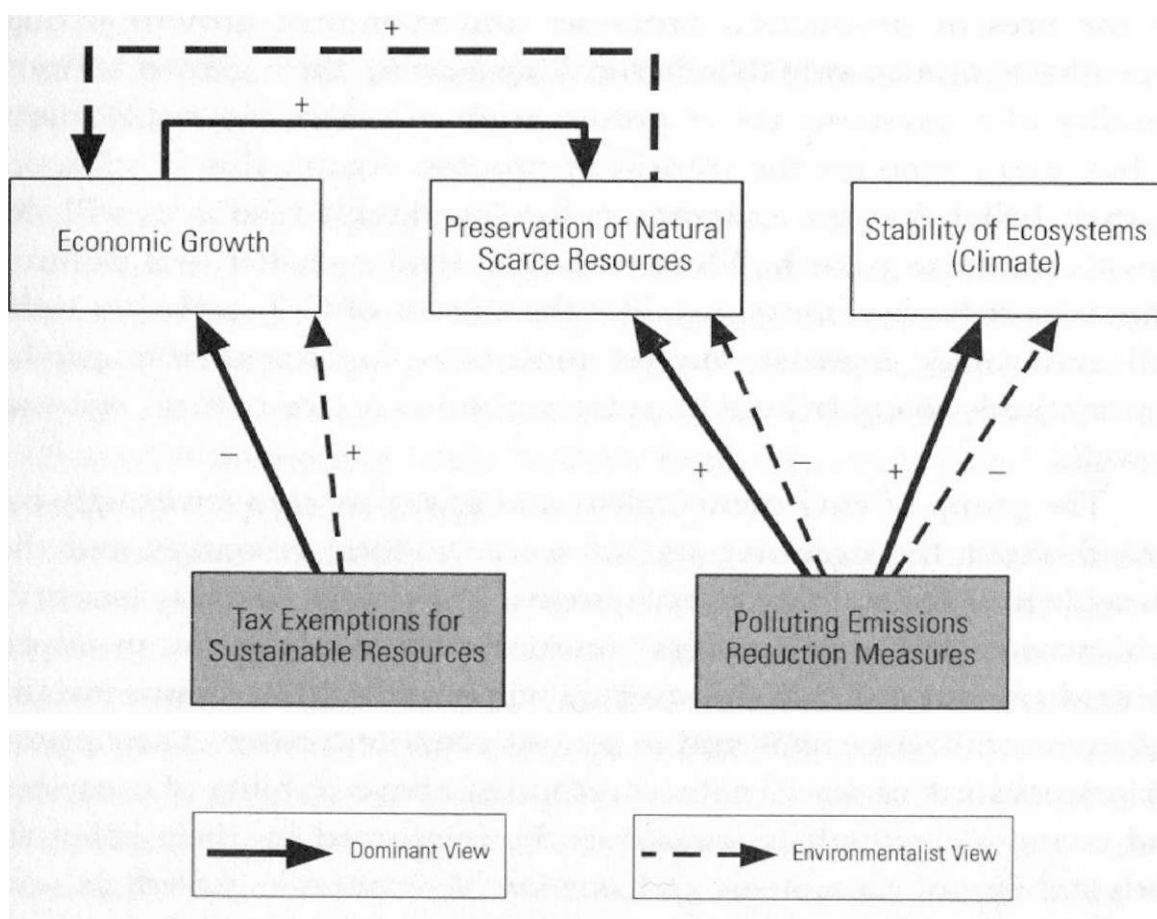 +
+
Economic Growth
Preservation of Natural
Scarce Resources
Stability of Ecosystems
(Climate)
–
+
+
+
–
Tax Exemptions for
Sustainable Resources
Polluting Emissions
Reduction Measures
Dominant View
Environmentalist View